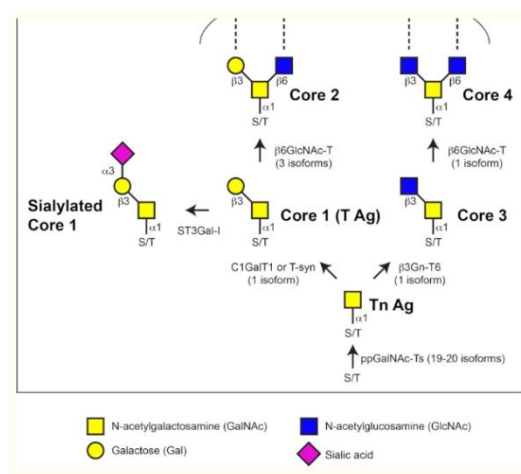 β3
β6
Core 2
α1
S/T
β3
β6
Core 4
α1
S/T
β6GlcNAc-T
(3 isoforms)
β6GlcNAc-T
(1 isoform)
α3
β3
Sialylated
Core 1
α1
S/T
ST3Gal-I
β3
Core 1 (T Ag)
α1
S/T
β3
Core 3
α1
S/T
C1GalT1 or T-syn
(1 isoform)
β3Gn-T6
(1 isoform)
Tn Ag
α1
S/T
ppGalNAc-Ts (19-20 isoforms)
S/T
N-acetylgalactosamine (GalNAc)
N-acetylglucosamine (GlcNAc)
Galactose (Gal)
Sialic acid